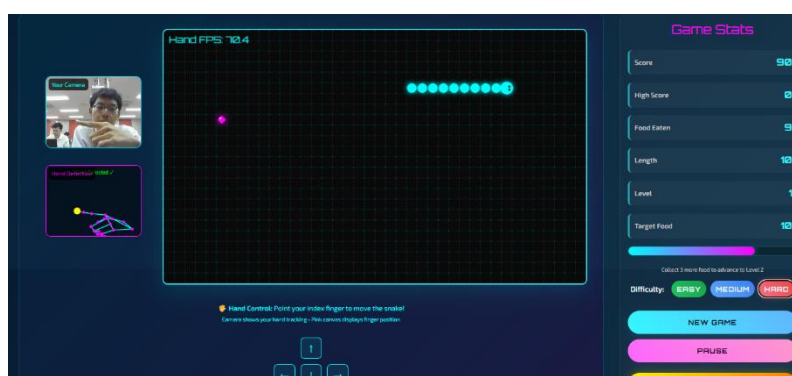 Game Stats
Hand FPS: 70.4
Score 90
Your Camera
High Score 0
Food Eaten 9
Length 10
Hand Detection
Level 1
Target Food 10
Collect 3 more food to advance to Level 2
Difficulty: EASY MEDIUM HARD
Hand Control: Point your index finger to move the snake!
Camera shows your hand tracking - Pink canvas displays finger position
NEW GAME
↑
PAUSE
← ↓ →